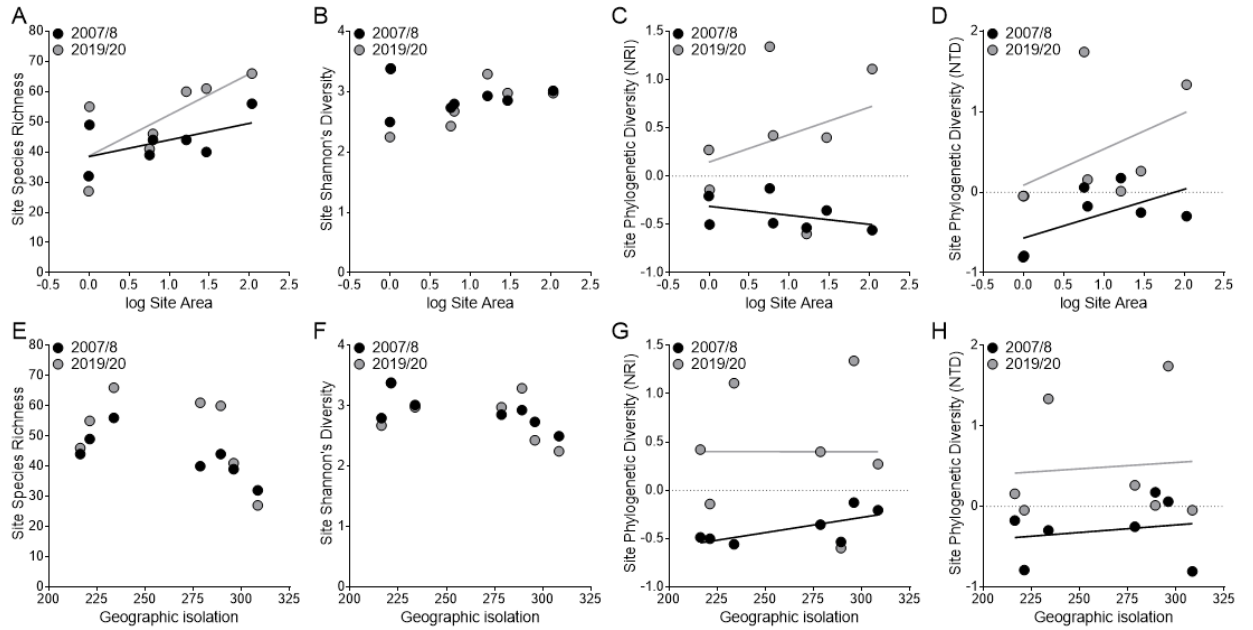 A
2007/8
2019/20
Site Species Richness
80
70
60
50
40
30
20
10
0
-0.5 0.0 0.5 1.0 1.5 2.0 2.5
log Site Area
B
2007/8
2019/20
Site Shannon's Diversity
4
3
2
1
0
-0.5 0.0 0.5 1.0 1.5 2.0 2.5
log Site Area
C
2007/8
2019/20
Site Phylogenetic Diversity (NRI)
1.5
1.0
0.5
0.0
-0.5
-1.0
-0.5 0.0 0.5 1.0 1.5 2.0 2.5
log Site Area
D
2007/8
2019/20
Site Phylogenetic Diversity (NTD)
2
1
0
-1
-0.5 0.0 0.5 1.0 1.5 2.0 2.5
log Site Area
E
2007/8
2019/20
Site Species Richness
80
70
60
50
40
30
20
10
0
200 225 250 275 300 325
Geographic isolation
F
2007/8
2019/20
Site Shannon's Diversity
4
3
2
1
0
200 225 250 275 300 325
Geographic isolation
G
2007/8
2019/20
Site Phylogenetic Diversity (NRI)
1.5
1.0
0.5
0.0
-0.5
-1.0
200 225 250 275 300 325
Geographic isolation
H
2007/8
2019/20
Site Phylogenetic Diversity (NTD)
2
1
0
-1
200 225 250 275 300 325
Geographic isolation